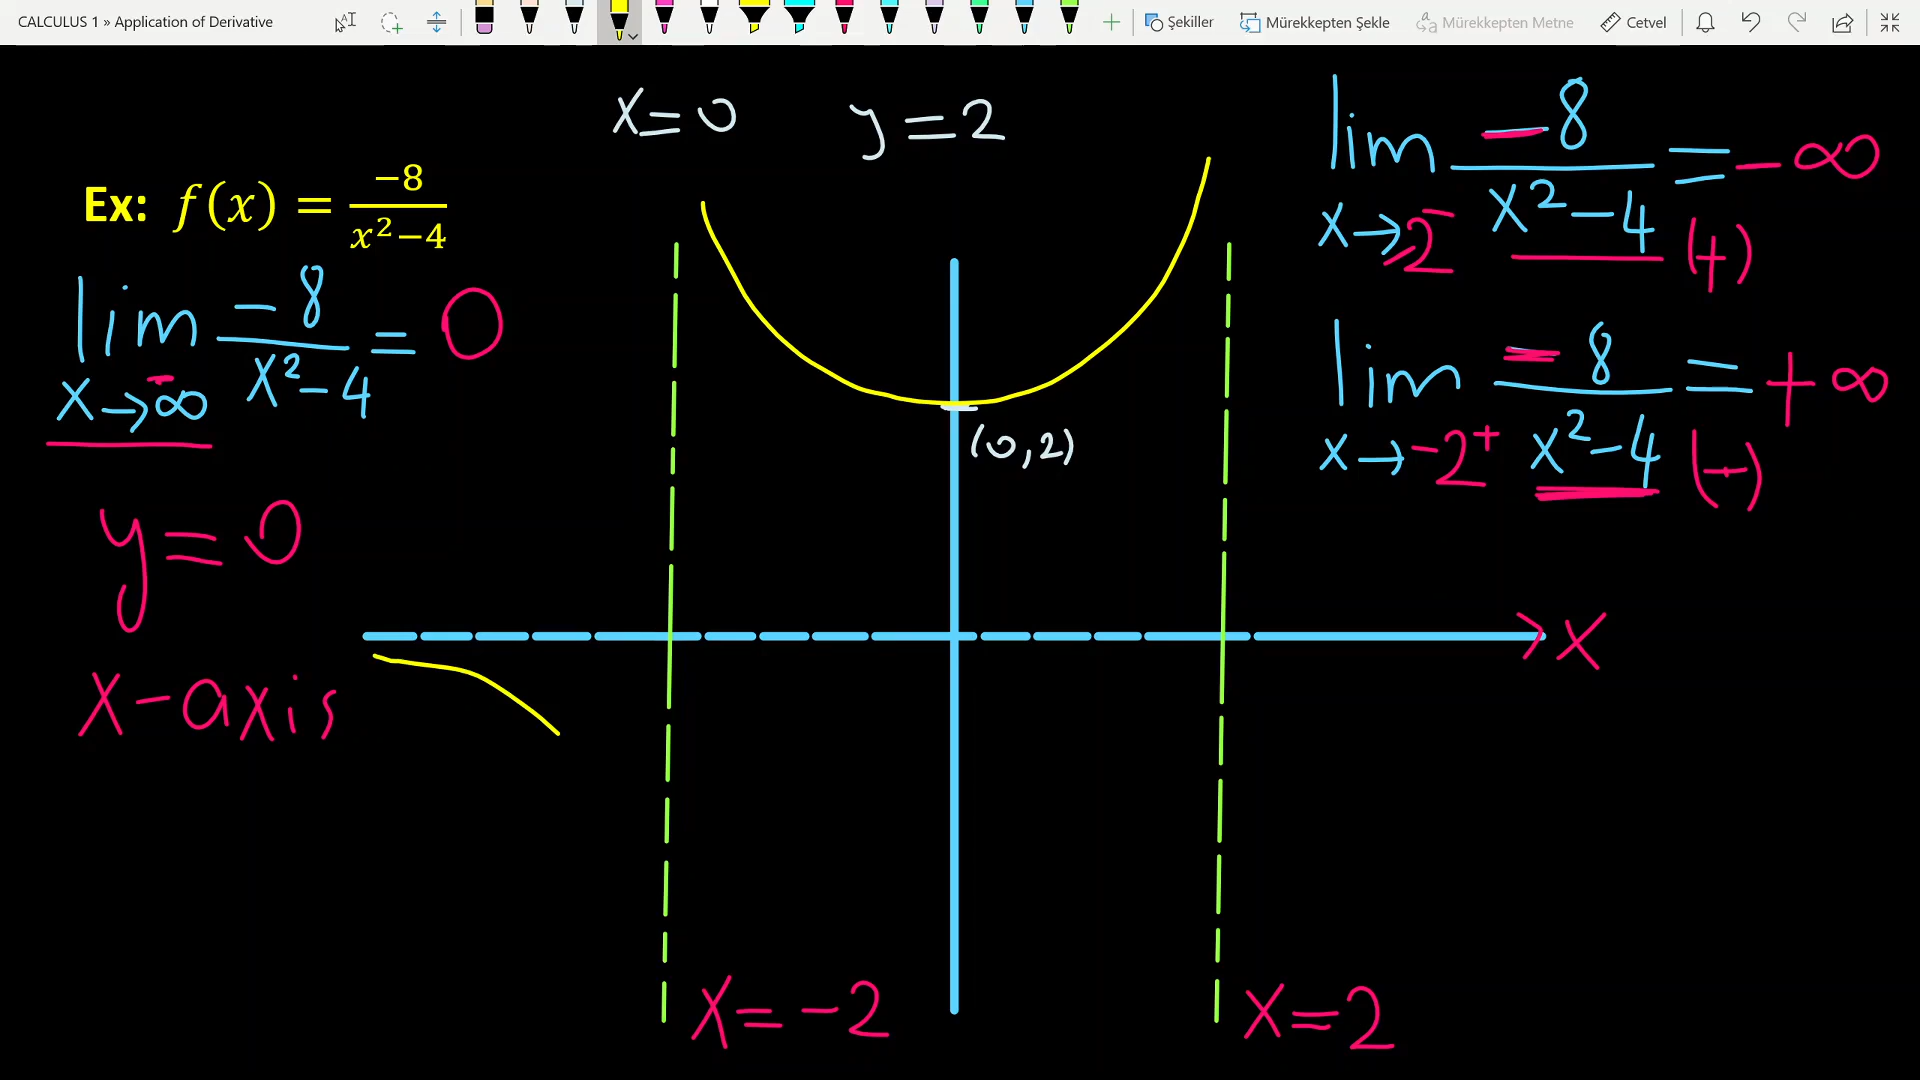 CALCULUS 1 » Application of Derivative
Şekiller
Mürekkepten Şekle
Mürekkepten Metne
Cetvel
x=0 y=2
Ex: f(x) = -8/(x²-4)
lim x→-∞ -8/(x²-4) = 0
y=0
x-axis
(0,2)
x
x=-2
x=2
lim x→-2⁻ -8/(x²-4) = -∞
(+)
lim x→-2⁺ -8/(x²-4) = +∞
(-)